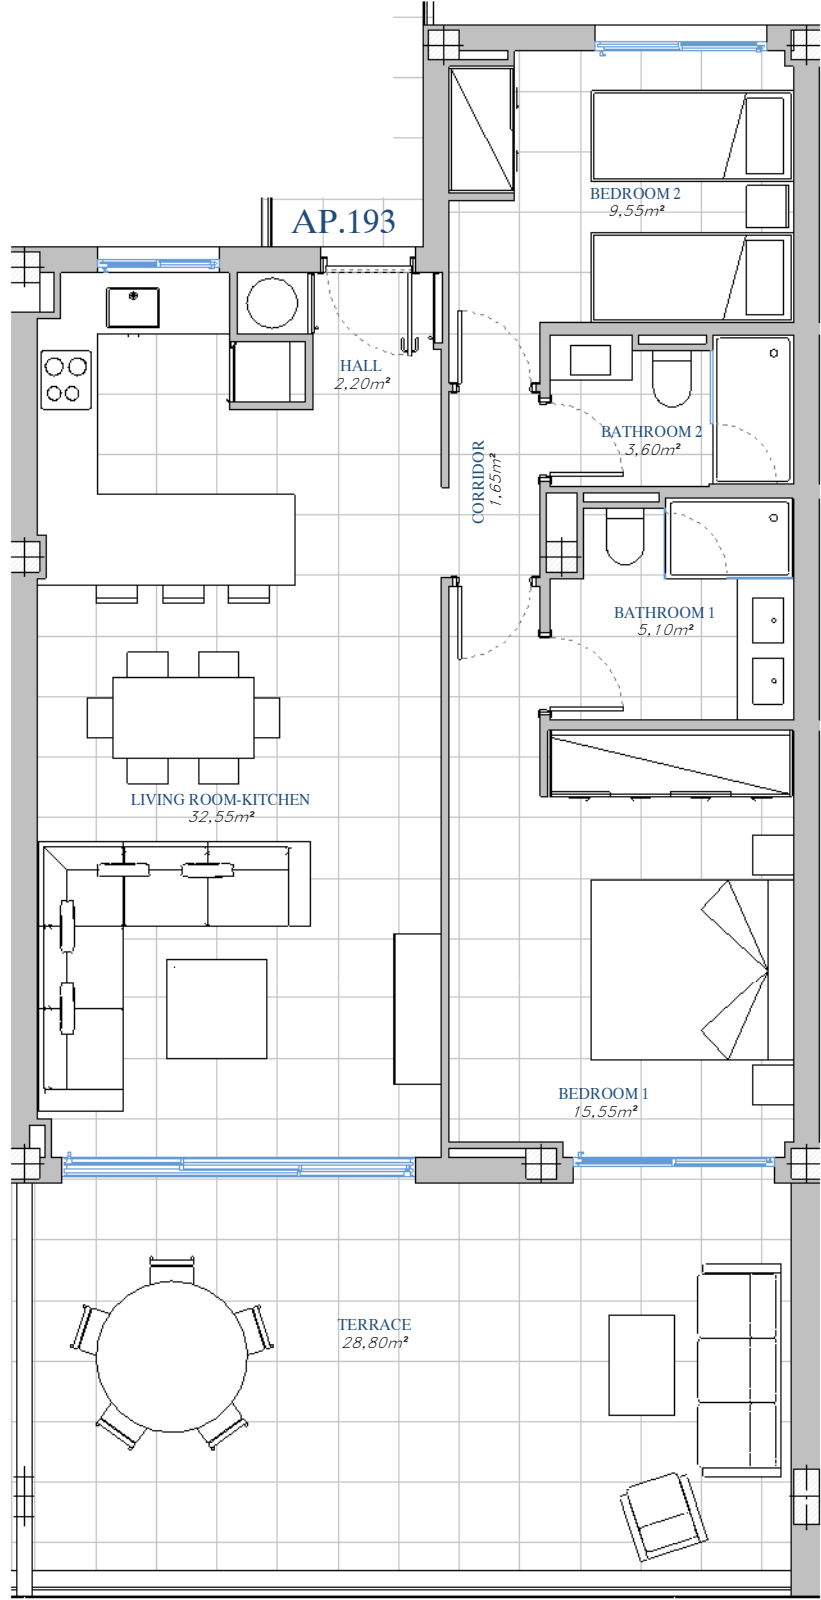 AP.193
BEDROOM 2
9,55m²
HALL
2,20m²
BATHROOM 2
3,60m²
CORRIDOR
1,65m²
BATHROOM 1
5,10m²
LIVING ROOM-KITCHEN
32,55m²
BEDROOM 1
15,55m²
TERRACE
28,80m²